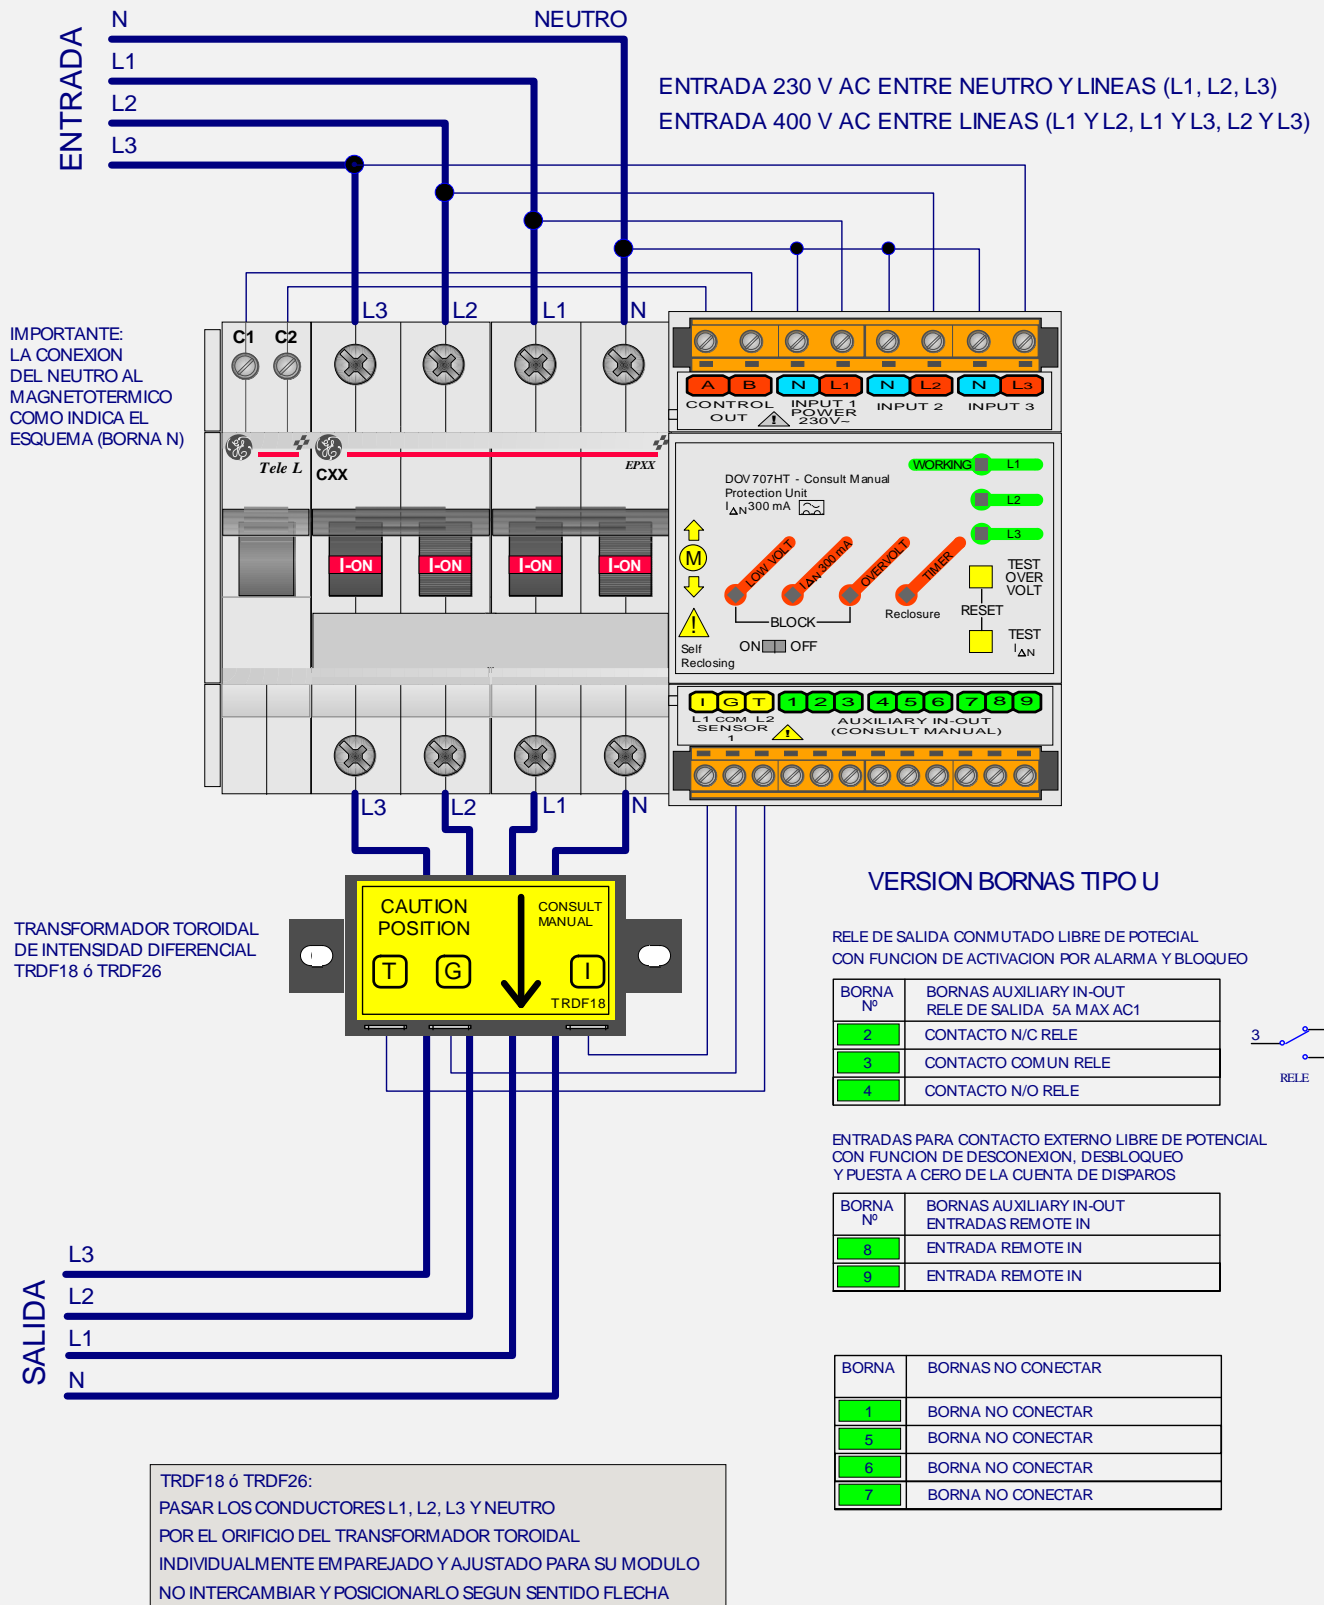 N
NEUTRO
ENTRADA
L1
L2
L3
ENTRADA 230 V AC ENTRE NEUTRO Y LINEAS (L1, L2, L3)
ENTRADA 400 V AC ENTRE LINEAS (L1 Y L2, L1 Y L3, L2 Y L3)
L3
L2
L1
N
IMPORTANTE:
LA CONEXION
DEL NEUTRO AL
MAGNETOTERMICO
COMO INDICA EL
ESQUEMA (BORNA N)
C1
C2
A
B
N
L1
N
L2
N
L3
CONTROL
OUT
INPUT 1
POWER
230V~
INPUT 2
INPUT 3
Tele L
CXX
EPXX
DOV707HT - Consult Manual
Protection Unit
I∆N 300 mA
WORKING
L1
L2
L3
M
LOW VOLT
I∆N 300 mA
OVERVOLT
TIMER
TEST
OVER
VOLT
RESET
TEST
I∆N
BLOCK
Reclosure
ON
OFF
Self
Reclosing
I-ON
I-ON
I-ON
I-ON
I
G
T
1
2
3
4
5
6
7
8
9
L1 COM L2
SENSOR
1
AUXILIARY IN-OUT
(CONSULT MANUAL)
L3
L2
L1
N
VERSION BORNAS TIPO U
TRANSFORMADOR TOROIDAL
DE INTENSIDAD DIFERENCIAL
TRDF18 ó TRDF26
CAUTION
POSITION
CONSULT
MANUAL
T
G
I
TRDF18
RELE DE SALIDA CONMUTADO LIBRE DE POTECIAL
CON FUNCION DE ACTIVACION POR ALARMA Y BLOQUEO
BORNA
Nº
BORNAS AUXILIARY IN-OUT
RELE DE SALIDA 5A MAX AC1
2
CONTACTO N/C RELE
3
CONTACTO COMUN RELE
4
CONTACTO N/O RELE
3
RELE
ENTRADAS PARA CONTACTO EXTERNO LIBRE DE POTENCIAL
CON FUNCION DE DESCONEXION, DESBLOQUEO
Y PUESTA A CERO DE LA CUENTA DE DISPAROS
BORNA
Nº
BORNAS AUXILIARY IN-OUT
ENTRADAS REMOTE IN
8
ENTRADA REMOTE IN
9
ENTRADA REMOTE IN
SALIDA
L3
L2
L1
N
BORNA
BORNAS NO CONECTAR
1
BORNA NO CONECTAR
5
BORNA NO CONECTAR
6
BORNA NO CONECTAR
7
BORNA NO CONECTAR
TRDF18 ó TRDF26:
PASAR LOS CONDUCTORES L1, L2, L3 Y NEUTRO
POR EL ORIFICIO DEL TRANSFORMADOR TOROIDAL
INDIVIDUALMENTE EMPAREJADO Y AJUSTADO PARA SU MODULO
NO INTERCAMBIAR Y POSICIONARLO SEGUN SENTIDO FLECHA